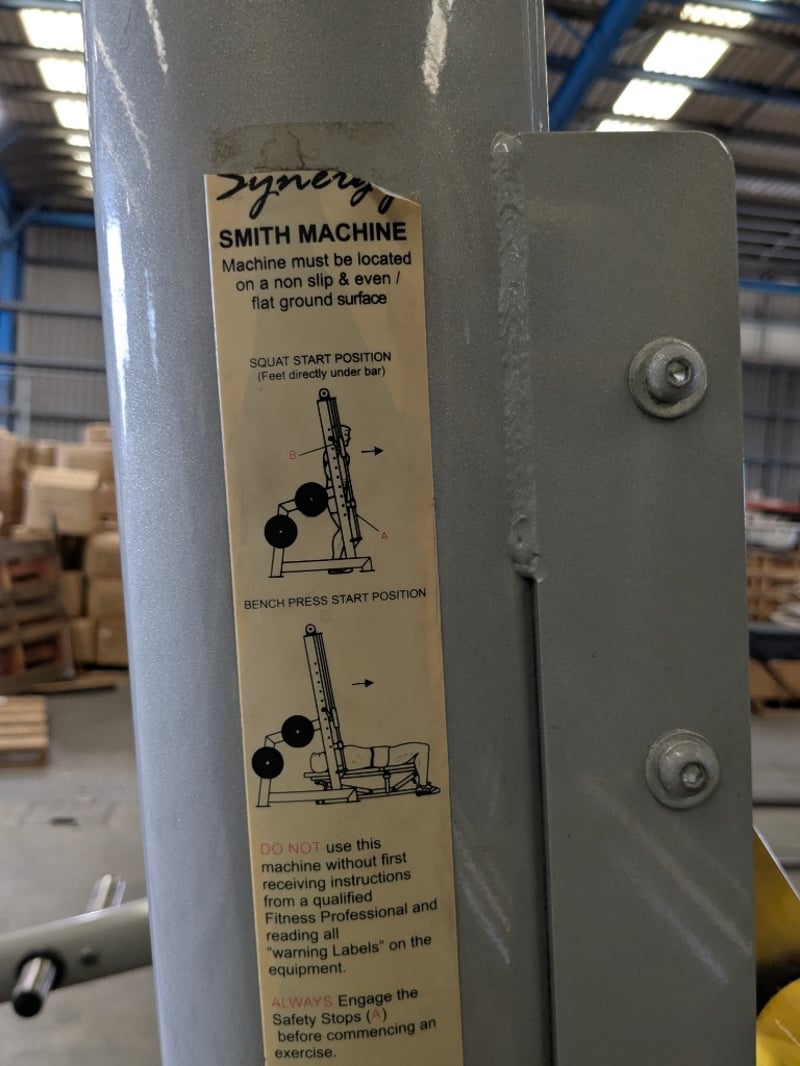 Synergy
SMITH MACHINE
Machine must be located
on a non slip & even /
flat ground surface
SQUAT START POSITION
(Feet directly under bar)
B
A
BENCH PRESS START POSITION
DO NOT use this
machine without first
receiving instructions
from a qualified
Fitness Professional and
reading all
"warning Labels" on the
equipment.
ALWAYS Engage the
Safety Stops (A)
before commencing an
exercise.